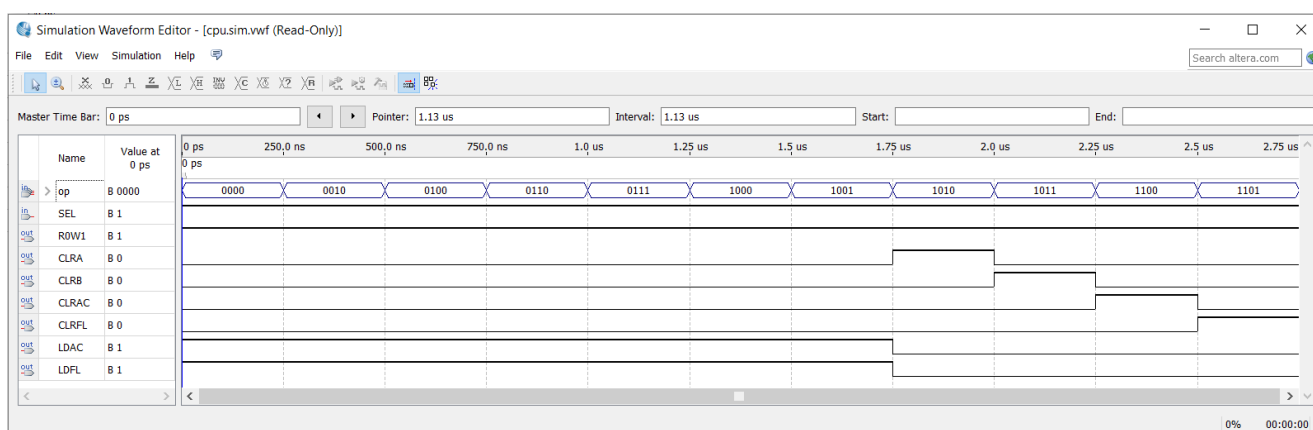 Simulation Waveform Editor - [cpu.sim.vwf (Read-Only)]
File Edit View Simulation Help
Search altera.com
Master Time Bar: 0 ps Pointer: 1.13 us Interval: 1.13 us Start: End:
Name Value at 0 ps
0 ps 250.0 ns 500.0 ns 750.0 ns 1.0 us 1.25 us 1.5 us 1.75 us 2.0 us 2.25 us 2.5 us 2.75 us
0 ps
op B 0000 0000 0010 0100 0110 0111 1000 1001 1010 1011 1100 1101
SEL B 1
R0W1 B 1
CLRA B 0
CLRB B 0
CLRAC B 0
CLRFL B 0
LDAC B 1
LDFL B 1
0% 00:00:00